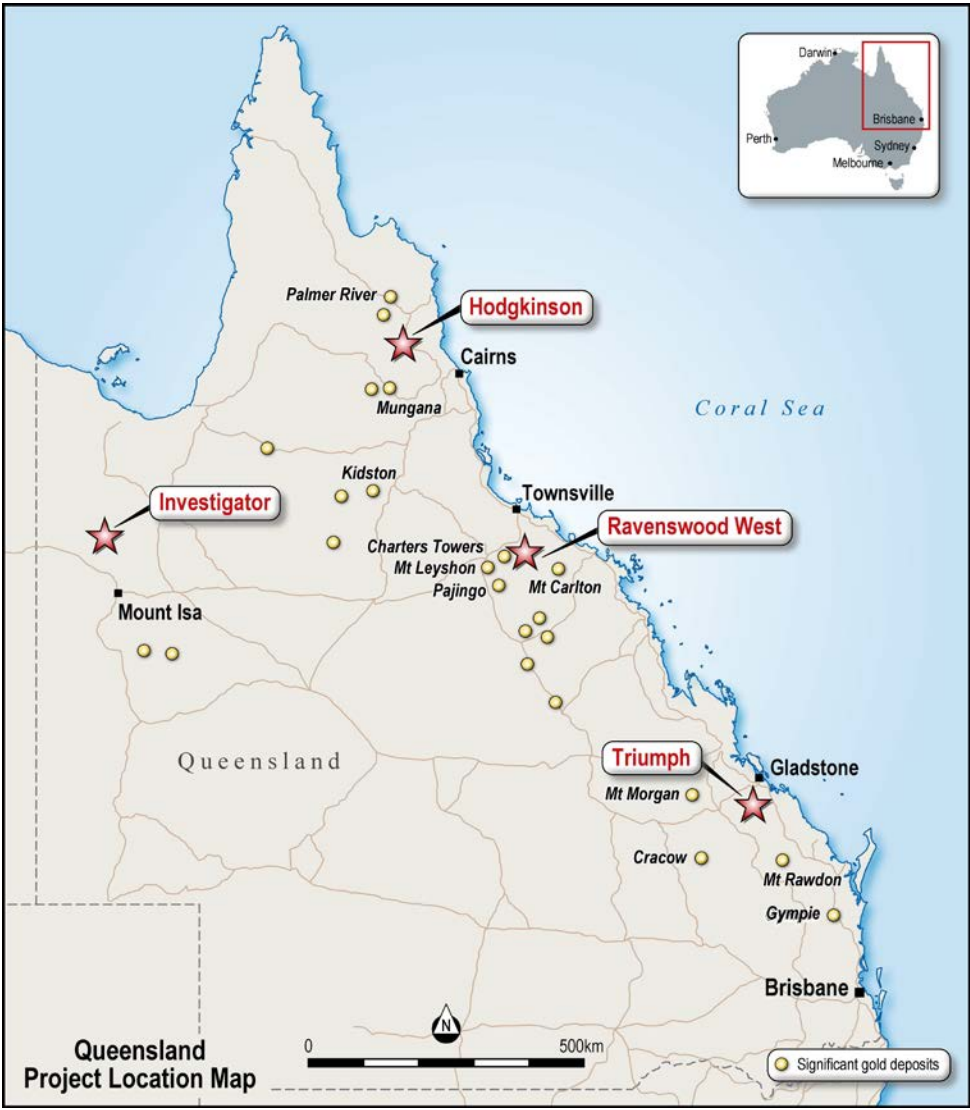 Darwin
Brisbane
Perth
Sydney
Melbourne
Palmer River
Hodgkinson
Cairns
Mungana
Coral Sea
Kidston
Investigator
Townsville
Ravenswood West
Charters Towers
Mt Leyshon
Pajingo
Mt Carlton
Mount Isa
Queensland
Triumph
Gladstone
Mt Morgan
Cracow
Mt Rawdon
Gympie
Brisbane
N
0 500km
Queensland
Project Location Map
Significant gold deposits